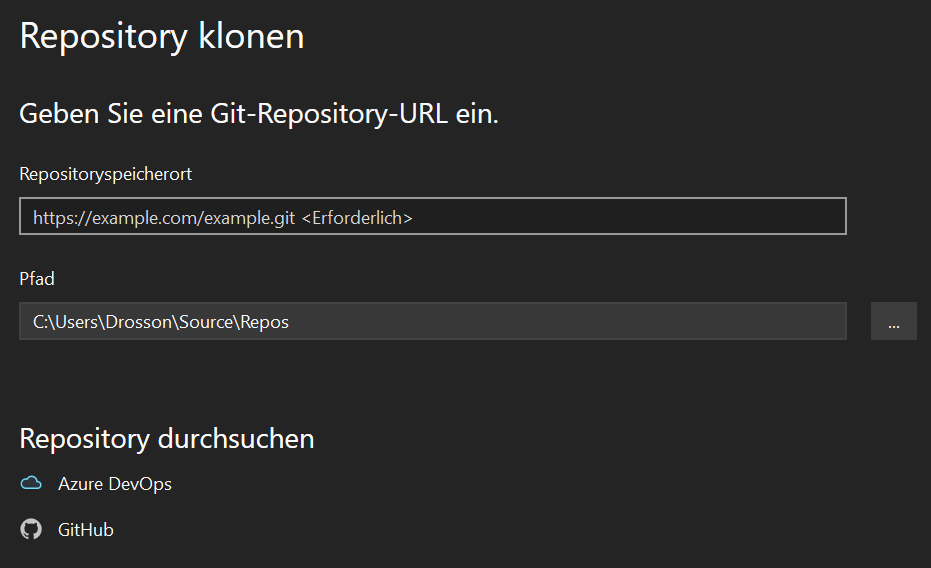 Repository klonen
Geben Sie eine Git-Repository-URL ein.
Repositoryspeicherort
https://example.com/example.git <Erforderlich>
Pfad
C:\Users\Drosson\Source\Repos
...
Repository durchsuchen
Azure DevOps
GitHub